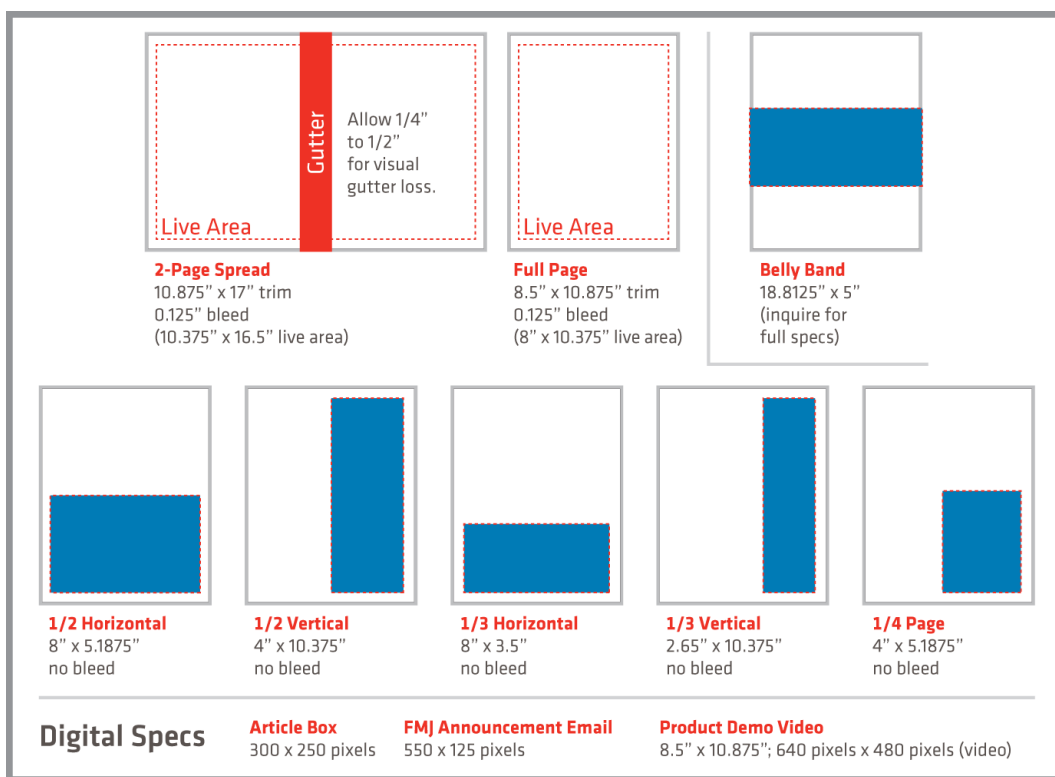 Gutter
Allow 1/4”
to 1/2”
for visual
gutter loss.
Live Area
2-Page Spread
10.875” x 17” trim
0.125” bleed
(10.375” x 16.5” live area)
Live Area
Full Page
8.5” x 10.875” trim
0.125” bleed
(8” x 10.375” live area)
Belly Band
18.8125” x 5”
(inquire for
full specs)
1/2 Horizontal
8” x 5.1875”
no bleed
1/2 Vertical
4” x 10.375”
no bleed
1/3 Horizontal
8” x 3.5”
no bleed
1/3 Vertical
2.65” x 10.375”
no bleed
1/4 Page
4” x 5.1875”
no bleed
Digital Specs
Article Box
300 x 250 pixels
FMJ Announcement Email
550 x 125 pixels
Product Demo Video
8.5” x 10.875”; 640 pixels x 480 pixels (video)